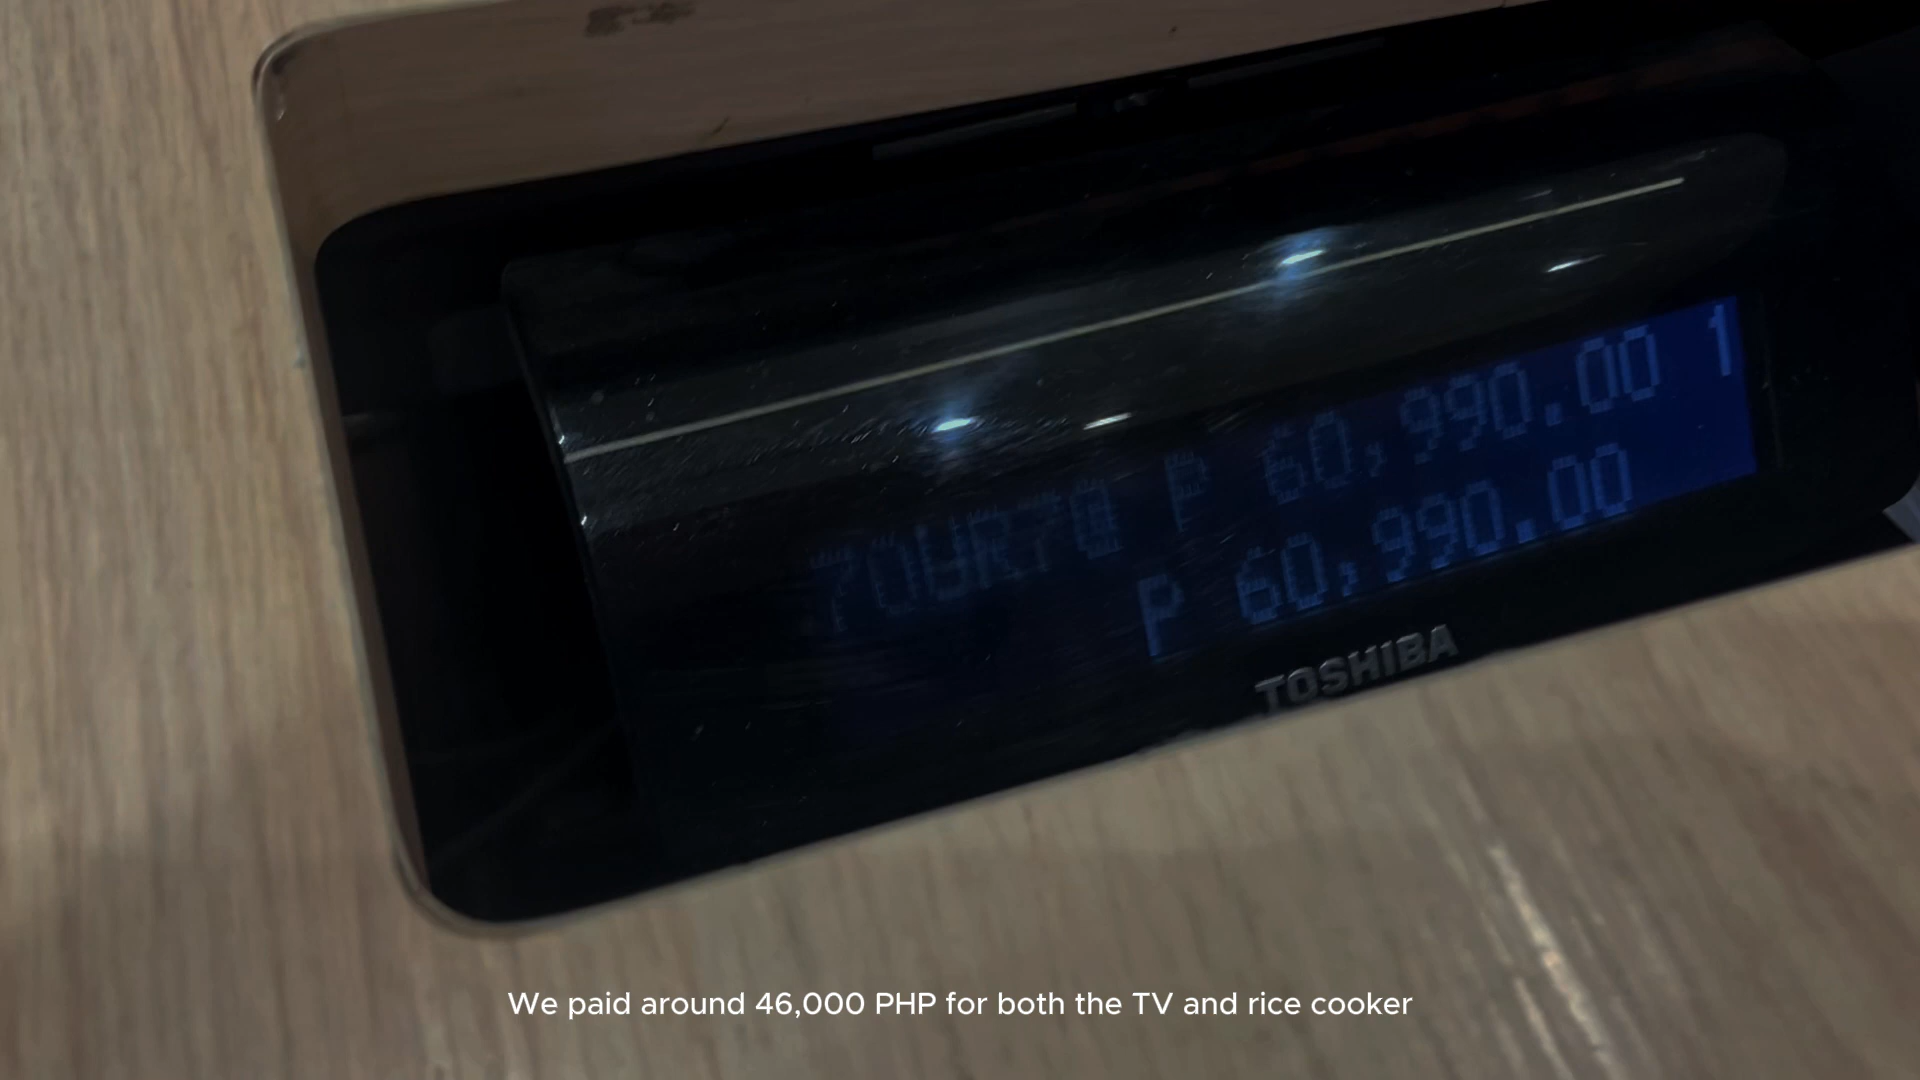 70UR7Q P 60,990.00 1
P 60,990.00
TOSHIBA
We paid around 46,000 PHP for both the TV and rice cooker